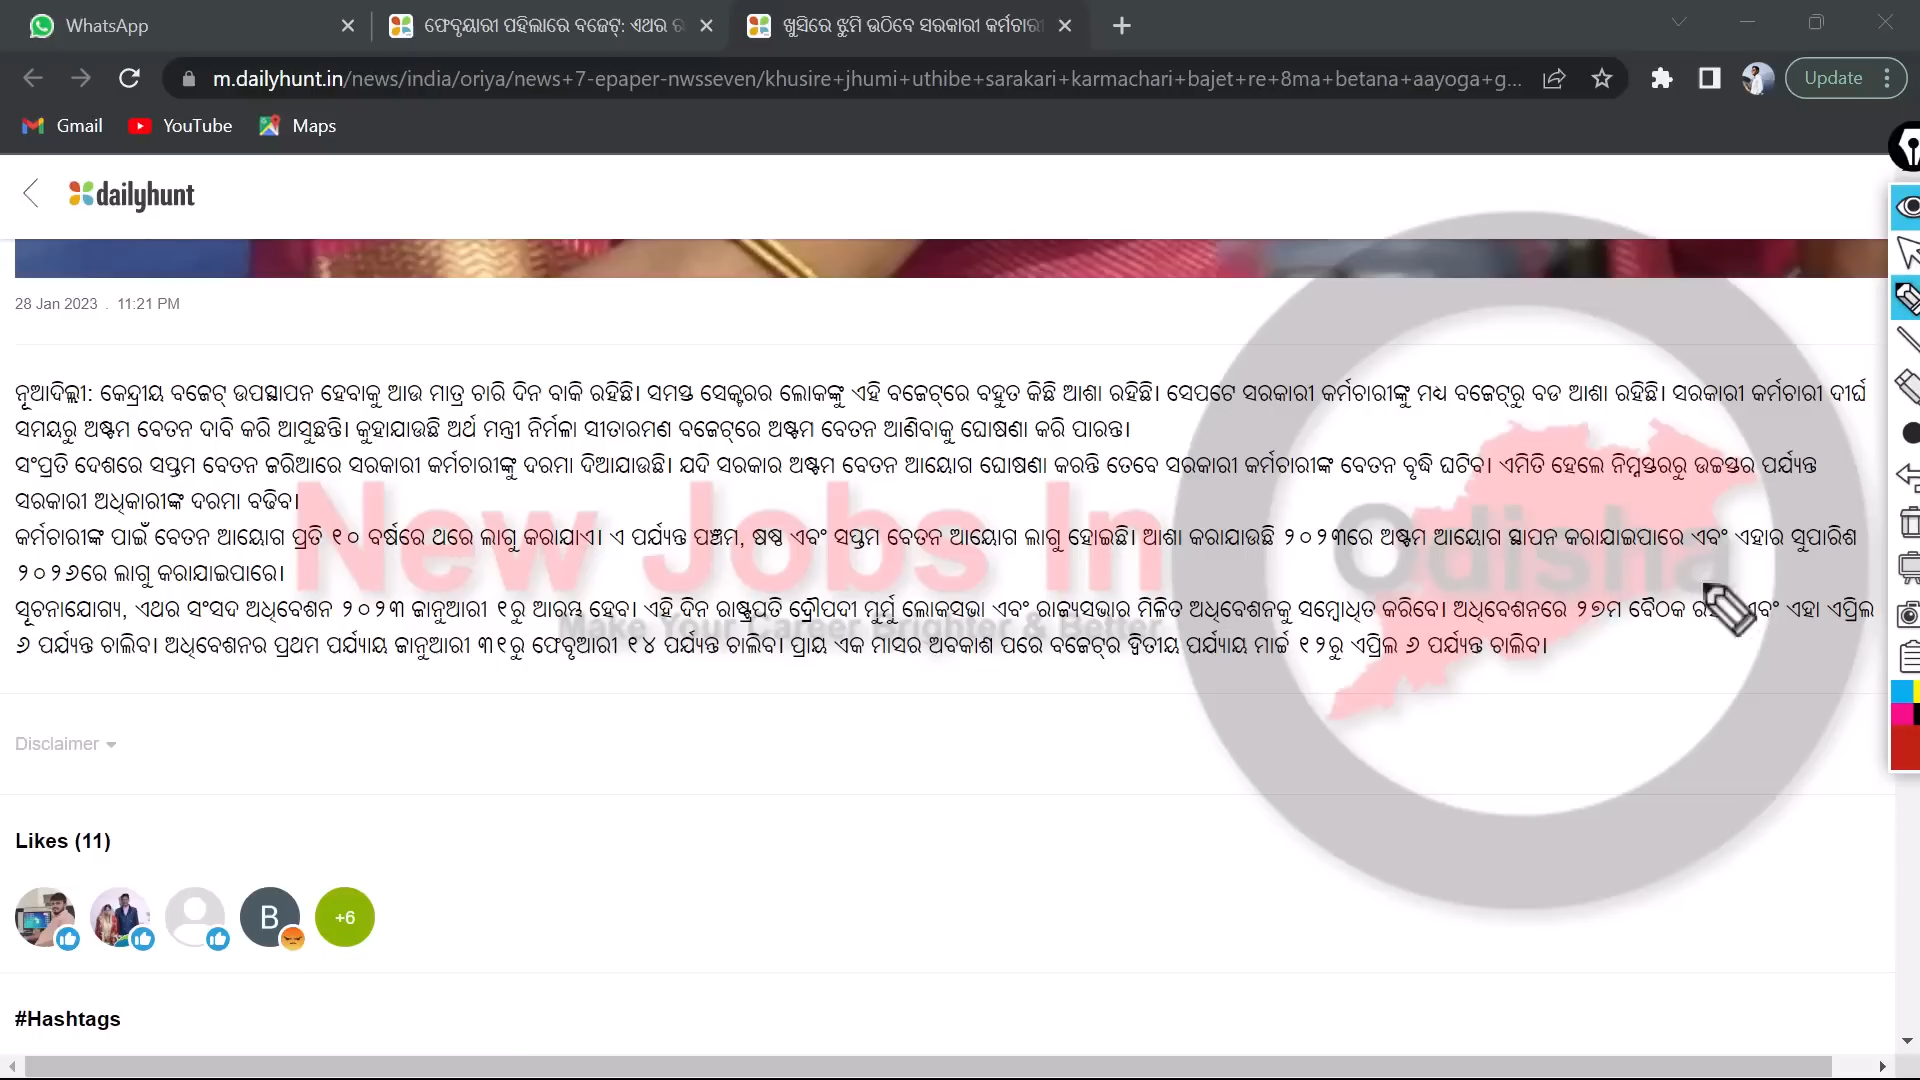 WhatsApp
ଫେବୃୟାରୀ ପହିଲାରେ ବଜେଟ୍: ଏଥର
ଖୁସିରେ ଝୁମି ଉଠିବେ ସରକାରୀ କର୍ମଚାରୀ
m.dailyhunt.in/news/india/oriya/news+7-epaper-nwsseven/khusire+jhumi+uthibe+sarakari+karmachari+bajet+re+8ma+betana+aayoga+g...
Update
Gmail
YouTube
Maps
dailyhunt
28 Jan 2023 . 11:21 PM
ନୂଆଦିଲ୍ଲୀ: କେନ୍ଦ୍ରୀୟ ବଜେଟ୍ ଉପସ୍ଥାପନ ହେବାକୁ ଆଉ ମାତ୍ର ଚାରି ଦିନ ବାକି ରହିଛି। ସମସ୍ତ ସେକ୍ଟରର ଲୋକଙ୍କୁ ଏହି ବଜେଟ୍‌ରେ ବହୁତ କିଛି ଆଶା ରହିଛି। ସେପଟେ ସରକାରୀ କର୍ମଚାରୀଙ୍କୁ ମଧ୍ୟ ବଜେଟ୍‌ରୁ ବଡ ଆଶା ରହିଛି। ସରକାରୀ କର୍ମଚାରୀ ଦୀର୍ଘ
ସମୟରୁ ଅଷ୍ଟମ ବେତନ ଦାବି କରି ଆସୁଛନ୍ତି। କୁହାଯାଉଛି ଅର୍ଥ ମନ୍ତ୍ରୀ ନିର୍ମଳା ସୀତାରମଣ ବଜେଟ୍‌ରେ ଅଷ୍ଟମ ବେତନ ଆଣିବାକୁ ଘୋଷଣା କରି ପାରନ୍ତି।
ସଂପ୍ରତି ଦେଶରେ ସପ୍ତମ ବେତନ ଜରିଆରେ ସରକାରୀ କର୍ମଚାରୀଙ୍କୁ ଦରମା ଦିଆଯାଉଛି। ଯଦି ସରକାର ଅଷ୍ଟମ ବେତନ ଆୟୋଗ ଘୋଷଣା କରନ୍ତି ତେବେ ସରକାରୀ କର୍ମଚାରୀଙ୍କ ବେତନ ବୃଦ୍ଧି ଘଟିବ। ଏମିତି ହେଲେ ନିମ୍ନସ୍ତରରୁ ଉଚ୍ଚସ୍ତର ପର୍ଯ୍ୟନ୍ତ
ସରକାରୀ ଅଧିକାରୀଙ୍କ ଦରମା ବଢିବ।
କର୍ମଚାରୀଙ୍କ ପାଇଁ ବେତନ ଆୟୋଗ ପ୍ରତି ୧୦ ବର୍ଷରେ ଥରେ ଲାଗୁ କରାଯାଏ। ଏ ପର୍ଯ୍ୟନ୍ତ ପଞ୍ଚମ, ଷଷ୍ଠ ଏବଂ ସପ୍ତମ ବେତନ ଆୟୋଗ ଲାଗୁ ହୋଇଛି। ଆଶା କରାଯାଉଛି ୨୦୨୩ରେ ଅଷ୍ଟମ ଆୟୋଗ ସ୍ଥାପନ କରାଯାଇପାରେ ଏବଂ ଏହାର ସୁପାରିଶ
୨୦୨୬ରେ ଲାଗୁ କରାଯାଇପାରେ।
ସୂଚନାଯୋଗ୍ୟ, ଏଥର ସଂସଦ ଅଧିବେଶନ ୨୦୨୩ ଜାନୁଆରୀ ୧ରୁ ଆରମ୍ଭ ହେବ। ଏହି ଦିନ ରାଷ୍ଟ୍ରପତି ଦ୍ରୌପଦୀ ମୁର୍ମୁ ଲୋକସଭା ଏବଂ ରାଜ୍ୟସଭାର ମିଳିତ ଅଧିବେଶନକୁ ସମ୍ବୋଧିତ କରିବେ। ଅଧିବେଶନରେ ୨୭ମ ବୈଠକ ଏବଂ ଏହା ଏପ୍ରିଲ
୬ ପର୍ଯ୍ୟନ୍ତ ଚାଲିବ। ଅଧିବେଶନର ପ୍ରଥମ ପର୍ଯ୍ୟାୟ ଜାନୁଆରୀ ୩୧ରୁ ଫେବୃଆରୀ ୧୪ ପର୍ଯ୍ୟନ୍ତ ଚାଲିବ। ପ୍ରାୟ ଏକ ମାସର ଅବକାଶ ପରେ ବଜେଟ୍‌ର ଦ୍ୱିତୀୟ ପର୍ଯ୍ୟାୟ ମାର୍ଚ୍ଚ ୧୨ରୁ ଏପ୍ରିଲ ୬ ପର୍ଯ୍ୟନ୍ତ ଚାଲିବ।
New Jobs In Odisha
Make Your Career Brighter & Better
Disclaimer
Likes (11)
B
+6
#Hashtags